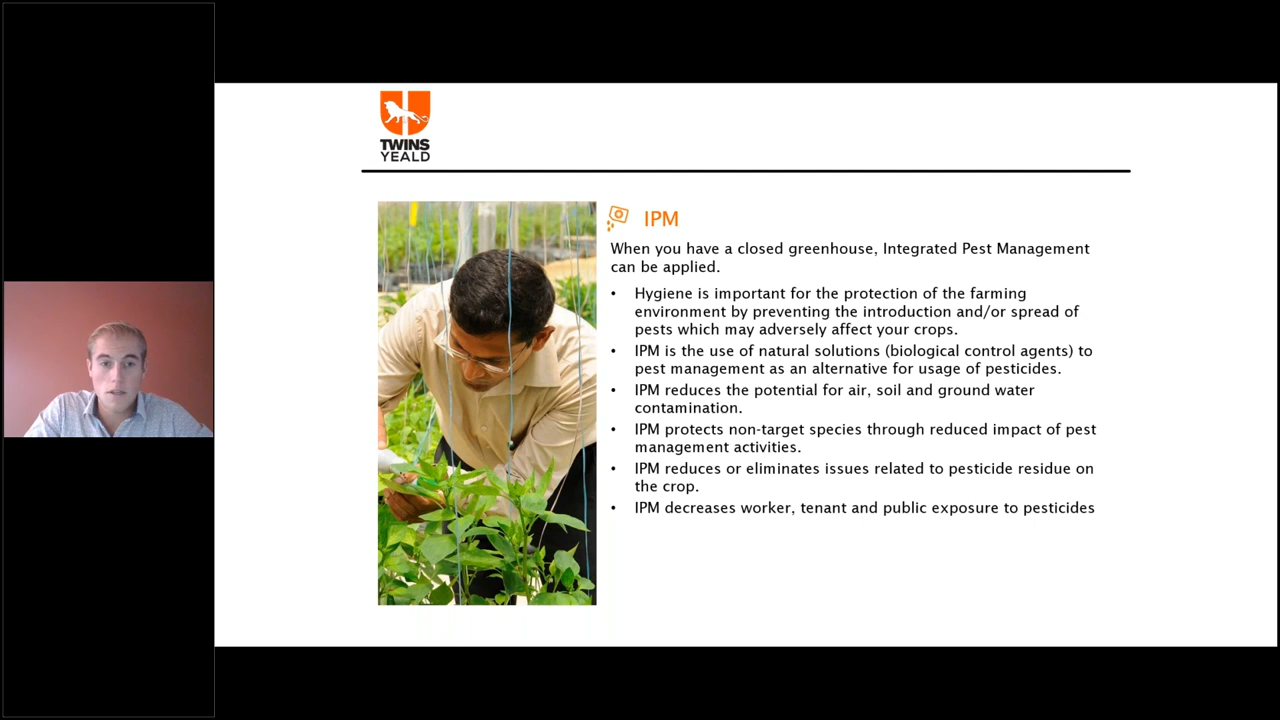 TWINS
YEALD
IPM
When you have a closed greenhouse, Integrated Pest Management
can be applied.
• Hygiene is important for the protection of the farming
environment by preventing the introduction and/or spread of
pests which may adversely affect your crops.
• IPM is the use of natural solutions (biological control agents) to
pest management as an alternative for usage of pesticides.
• IPM reduces the potential for air, soil and ground water
contamination.
• IPM protects non-target species through reduced impact of pest
management activities.
• IPM reduces or eliminates issues related to pesticide residue on
the crop.
• IPM decreases worker, tenant and public exposure to pesticides